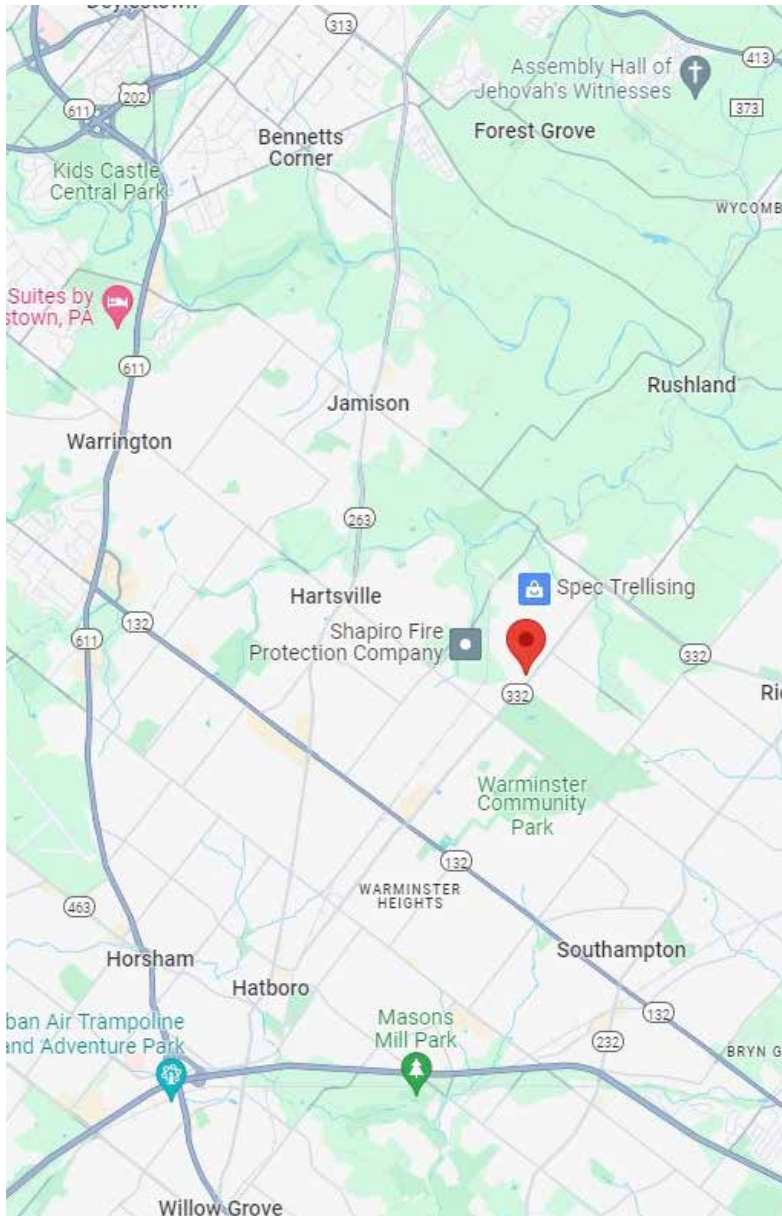 Doylestown
313
413
Assembly Hall of
Jehovah's Witnesses
611
202
373
Bennetts
Corner
Forest Grove
Kids Castle
Central Park
WYCOMB
Suites by
stown, PA
611
Rushland
Jamison
Warrington
263
Spec Trellising
Hartsville
132
Shapiro Fire
Protection Company
611
332
332
Ri
Warminster
Community
Park
132
WARMINSTER
HEIGHTS
463
Southampton
Horsham
Hatboro
132
Masons
Mill Park
ban Air Trampoline
and Adventure Park
232
BRYN G
Willow Grove